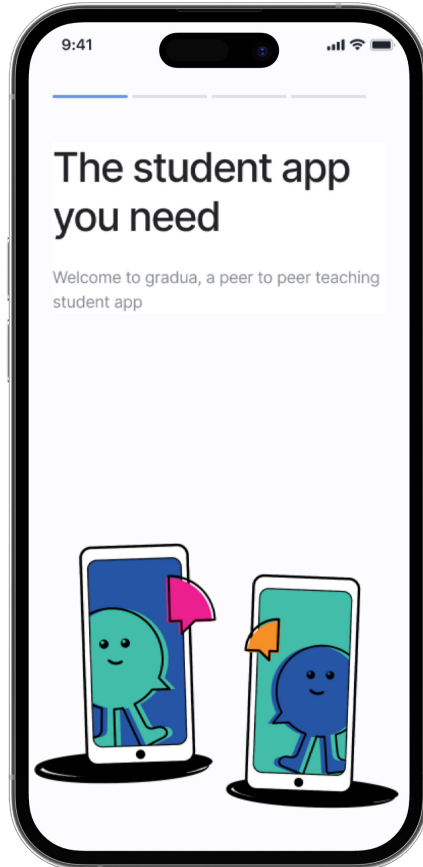 9:41
The student app
you need
Welcome to gradua, a peer to peer teaching
student app